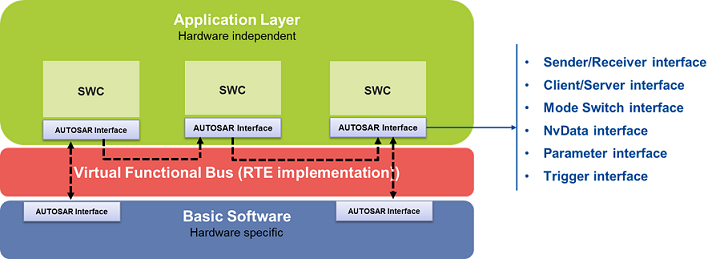 Application Layer
Hardware independent
SWC
SWC
SWC
AUTOSAR Interface
AUTOSAR Interface
AUTOSAR Interface
Virtual Functional Bus (RTE implementation )
AUTOSAR Interface
Basic Software
AUTOSAR Interface
Hardware specific
• Sender/Receiver interface
• Client/Server interface
• Mode Switch interface
• NvData interface
• Parameter interface
• Trigger interface